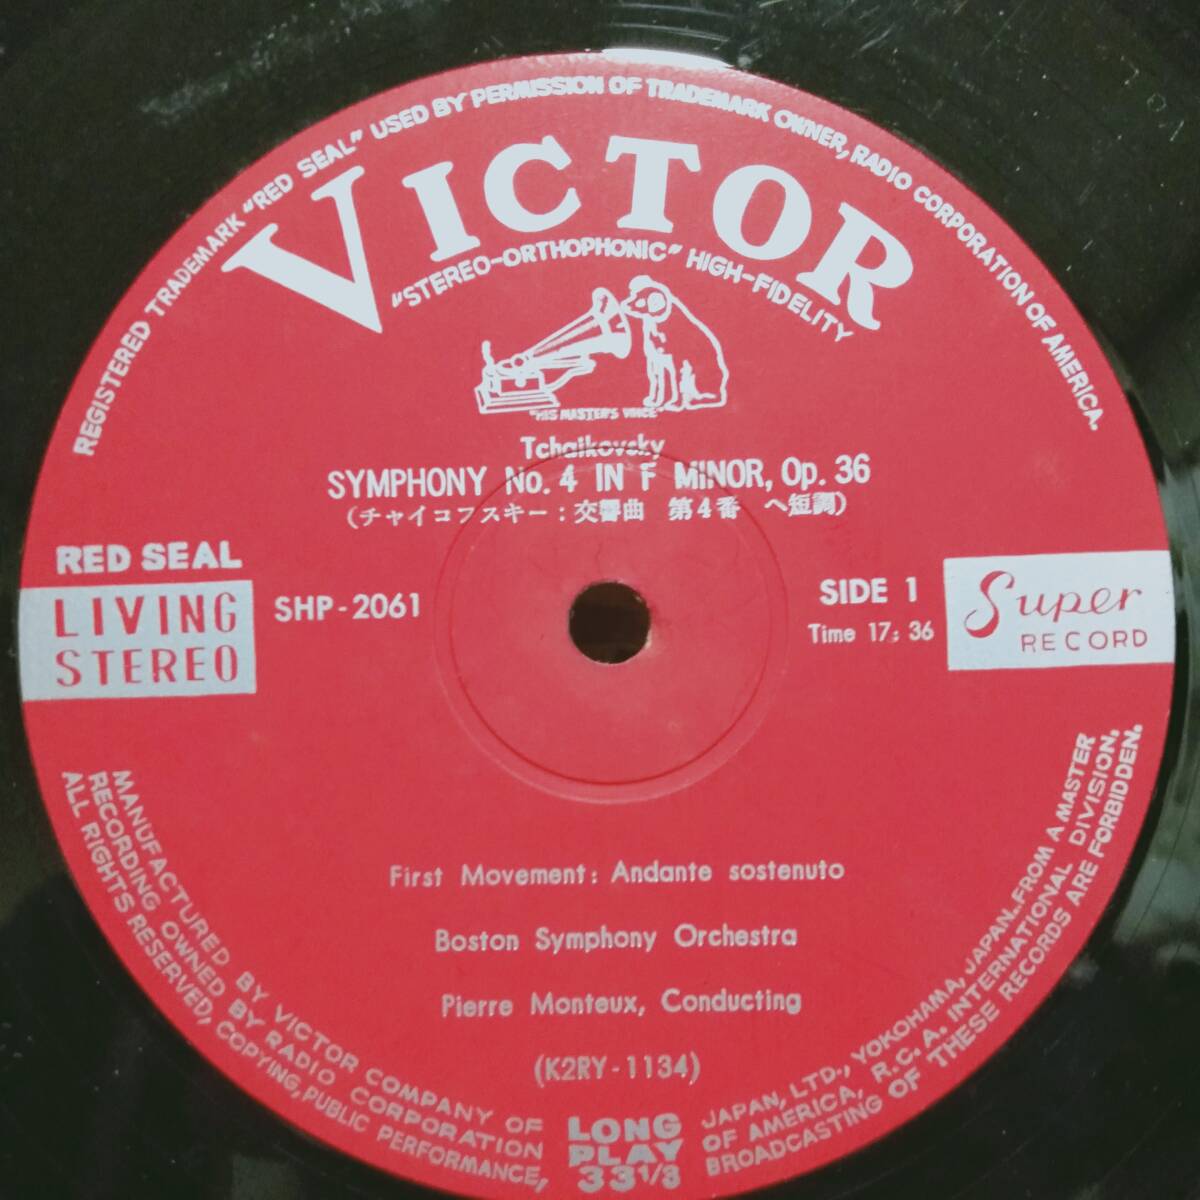 REGISTERED TRADEMARK "RED SEAL" USED BY PERMISSION OF TRADEMARK OWNER, RADIO CORPORATION OF AMERICA.
VICTOR
"STEREO-ORTHOPHONIC" HIGH-FIDELITY
"HIS MASTER'S VOICE"
Tchaikovsky
SYMPHONY No. 4 IN F MINOR, Op. 36
(チャイコフスキー：交響曲 第4番 ヘ短調)
RED SEAL
LIVING
STEREO
SHP-2061
SIDE 1
Time 17; 36
Super
RECORD
First Movement: Andante sostenuto
Boston Symphony Orchestra
Pierre Monteux, Conducting
(K2RY-1134)
MANUFACTURED BY VICTOR COMPANY OF JAPAN, LTD., YOKOHAMA, JAPAN. FROM A MASTER
RECORDING OWNED BY RADIO CORPORATION OF AMERICA, R.C.A. INTERNATIONAL DIVISION,
ALL RIGHTS RESERVED, COPYING, PUBLIC PERFORMANCE, BROADCASTING OF THESE RECORDS ARE FORBIDDEN.
LONG
PLAY
33 1/3